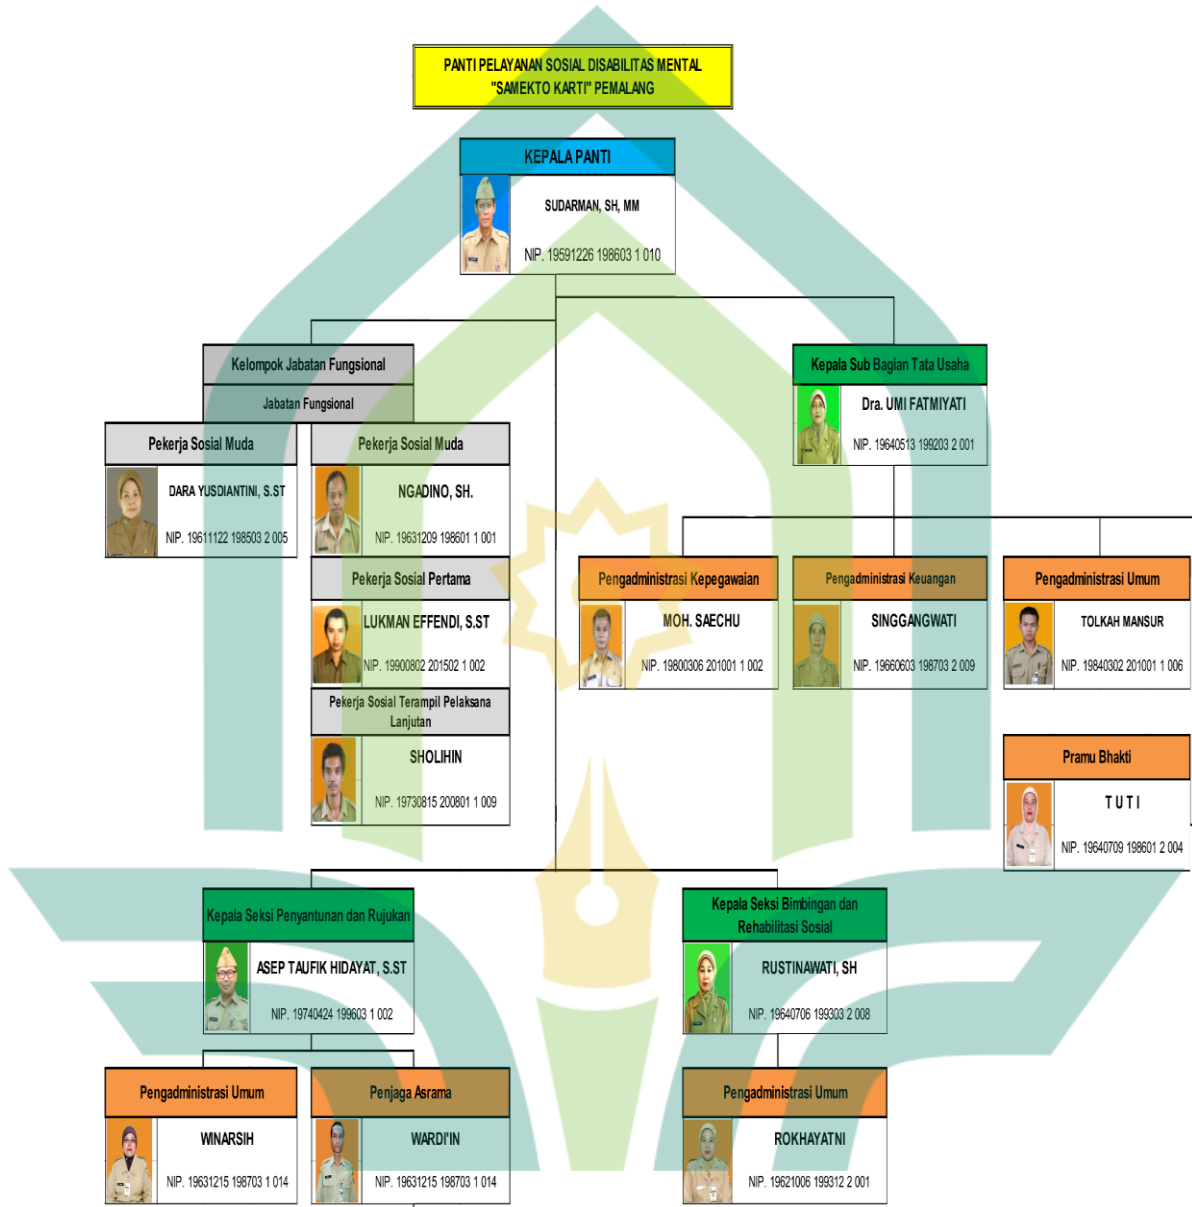 PANTI PELAYANAN SOSIAL DISABILITAS MENTAL
"SAMEKTO KARTI" PEMALANG
KEPALA PANTI
SUDARMAN, SH, MM
NIP. 19591226 198603 1 010
Kelompok Jabatan Fungsional
Jabatan Fungsional
Pekerja Sosial Muda
DARA YUSDIANTINI, S.ST
NIP. 19611122 198503 2 005
Pekerja Sosial Muda
NGADINO, SH.
NIP. 19631209 198601 1 001
Pekerja Sosial Pertama
LUKMAN EFFENDI, S.ST
NIP. 19900802 201502 1 002
Pekerja Sosial Terampil Pelaksana
Lanjutan
SHOLIHIN
NIP. 19730815 200801 1 009
Kepala Sub Bagian Tata Usaha
Dra. UMI FATMIYATI
NIP. 19640513 199203 2 001
Pengadministrasi Kepegawaian
MOH. SAECHU
NIP. 19800306 201001 1 002
Pengadministrasi Keuangan
SINGGANGWATI
NIP. 19660603 198703 2 009
Pengadministrasi Umum
TOLKAH MANSUR
NIP. 19840302 201001 1 006
Pramu Bhakti
T U T I
NIP. 19640709 198601 2 004
Kepala Seksi Penyantunan dan Rujukan
ASEP TAUFIK HIDAYAT, S.ST
NIP. 19740424 199603 1 002
Pengadministrasi Umum
WINARSIH
NIP. 19631215 198703 1 014
Penjaga Asrama
WARDI'IN
NIP. 19631215 198703 1 014
Kepala Seksi Bimbingan dan
Rehabilitasi Sosial
RUSTINAWATI, SH
NIP. 19640706 199303 2 008
Pengadministrasi Umum
ROKHAYATNI
NIP. 19621006 199312 2 001